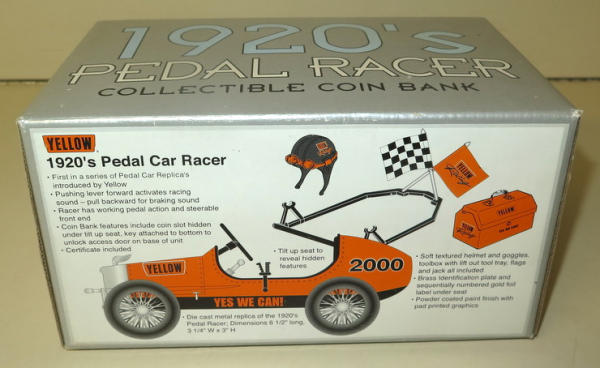 1920's
PEDAL RACER
COLLECTIBLE COIN BANK
YELLOW
1920's Pedal Car Racer
• First in a series of Pedal Car Replica's
introduced by Yellow
• Pushing lever forward activates racing
sound – pull backward for braking sound
• Racer has working pedal action and steerable
front end
• Coin Bank features include coin slot hidden
under tilt up seat, key attached to bottom to
unlock access door on base of unit
• Certificate included
YELLOW
Racing
YELLOW
• Tilt up seat to
reveal hidden
features
• Soft textured helmet and goggles,
toolbox with lift out tool tray, flags
and jack all included
• Brass Identification plate and
sequentially numbered gold foil
label under seat
• Powder coated paint finish with
pad printed graphics
YELLOW
2000
YES WE CAN!
• Die cast metal replica of the 1920's
Pedal Racer; Dimensions 6 1/2" long,
3 1/4" W x 3" H